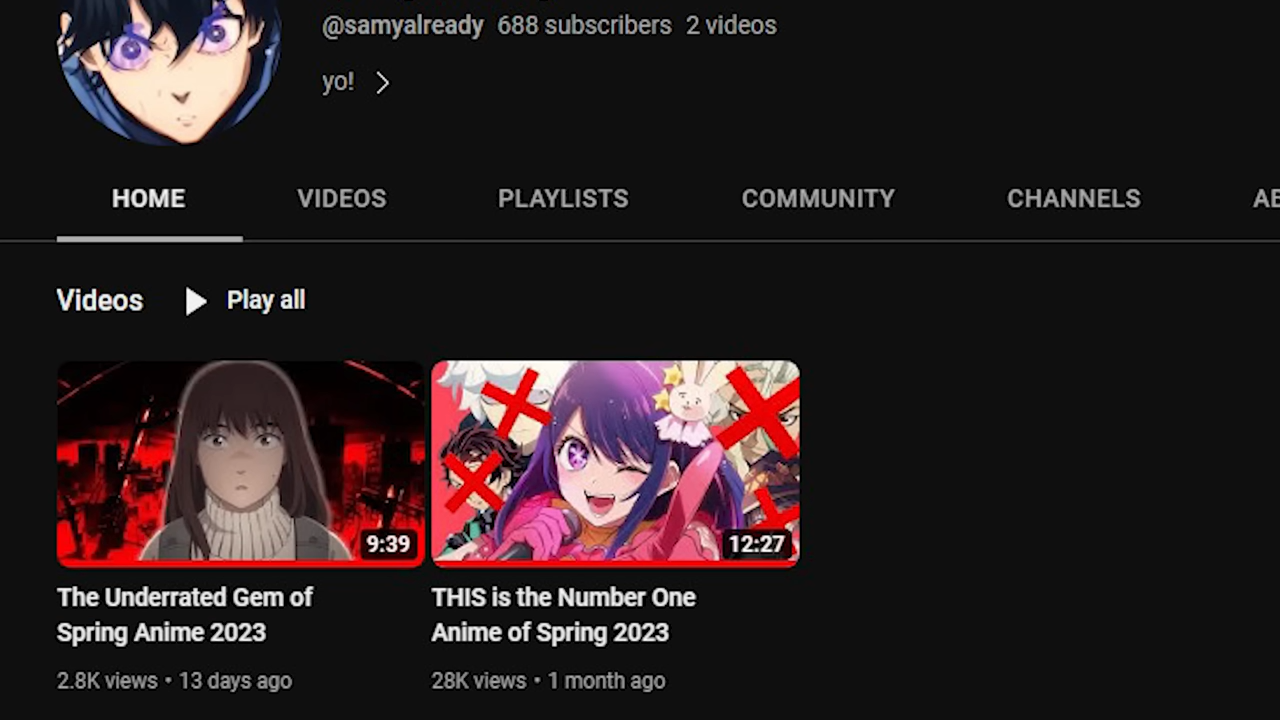 @samyalready 688 subscribers 2 videos
yo!
HOME VIDEOS PLAYLISTS COMMUNITY CHANNELS
Videos Play all
9:39 12:27
The Underrated Gem of
Spring Anime 2023
2.8K views • 13 days ago
THIS is the Number One
Anime of Spring 2023
28K views • 1 month ago